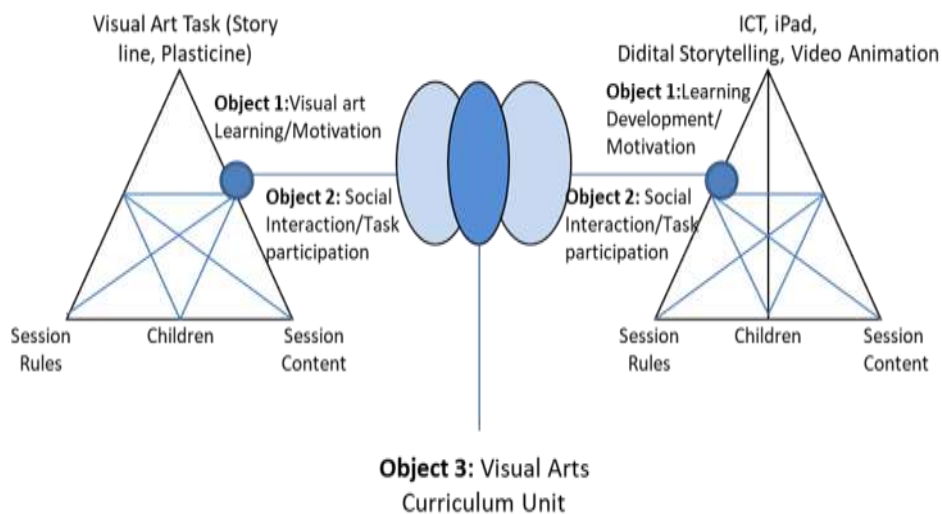 Visual Art Task (Story
line, Plasticine)
Object 1:Visual art
Learning/Motivation
Object 2: Social
Interaction/Task
participation
Session
Rules
Children
Session
Content
ICT, iPad,
Didital Storytelling, Video Animation
Object 1:Learning
Development/
Motivation
Object 2: Social
Interaction/Task
participation
Session
Rules
Children
Session
Content
Object 3: Visual Arts
Curriculum Unit